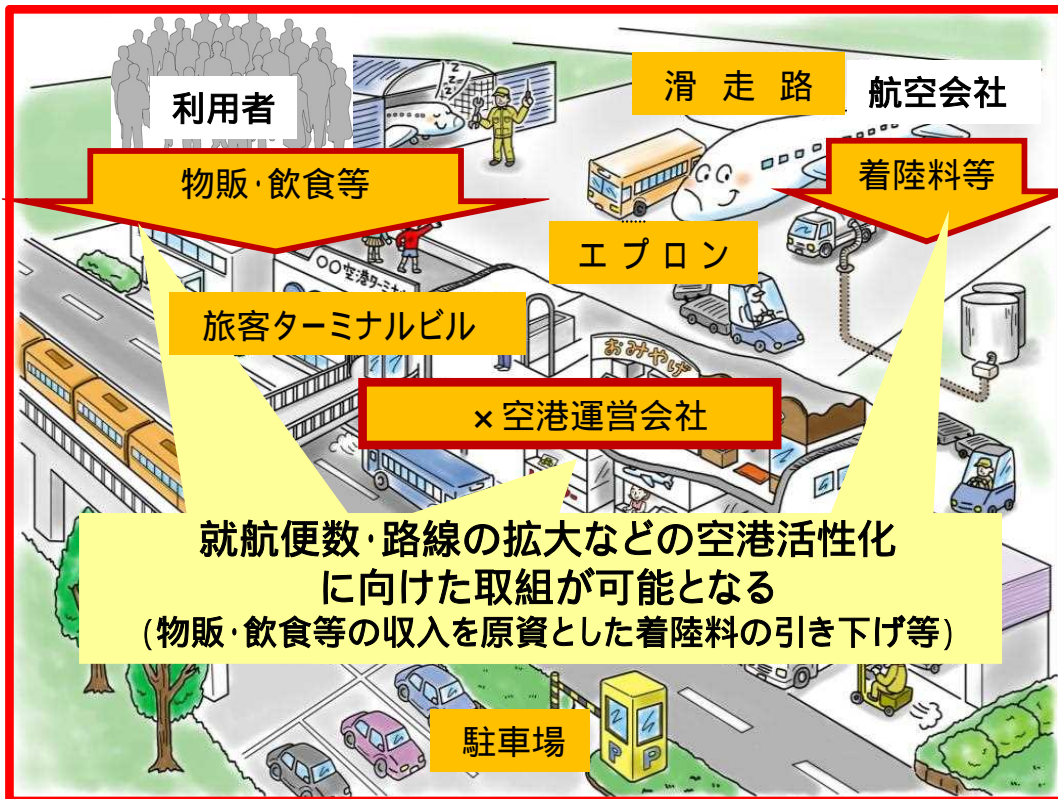 利用者
滑走路
航空会社
物販･飲食等
着陸料等
エプロン
○○空港ターミナル
旅客ターミナルビル
おみやげ
×空港運営会社
就航便数･路線の拡大などの空港活性化
に向けた取組が可能となる
(物販･飲食等の収入を原資とした着陸料の引き下げ等)
駐車場
P P
z z z